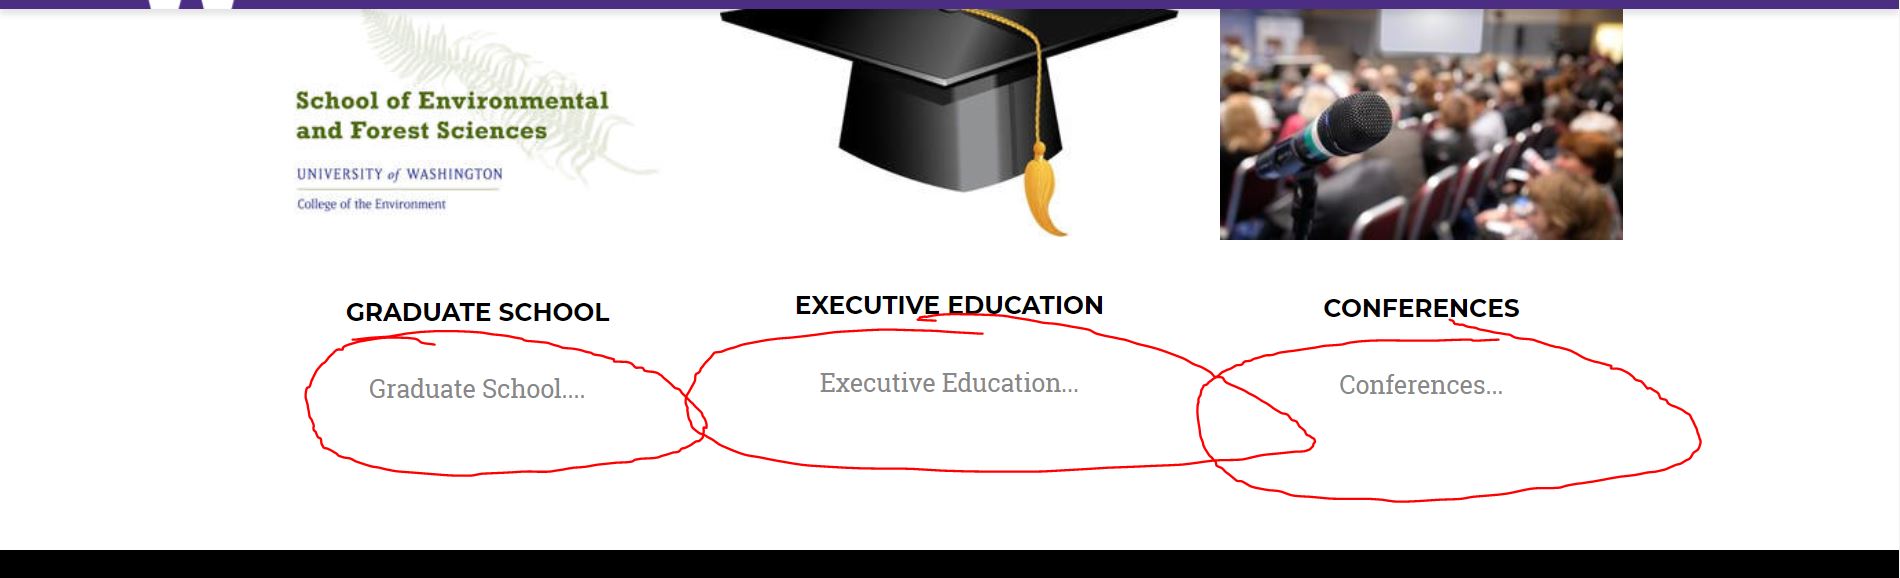 School of Environmental
and Forest Sciences
UNIVERSITY of WASHINGTON
College of the Environment
GRADUATE SCHOOL
Graduate School....
EXECUTIVE EDUCATION
Executive Education...
CONFERENCES
Conferences...